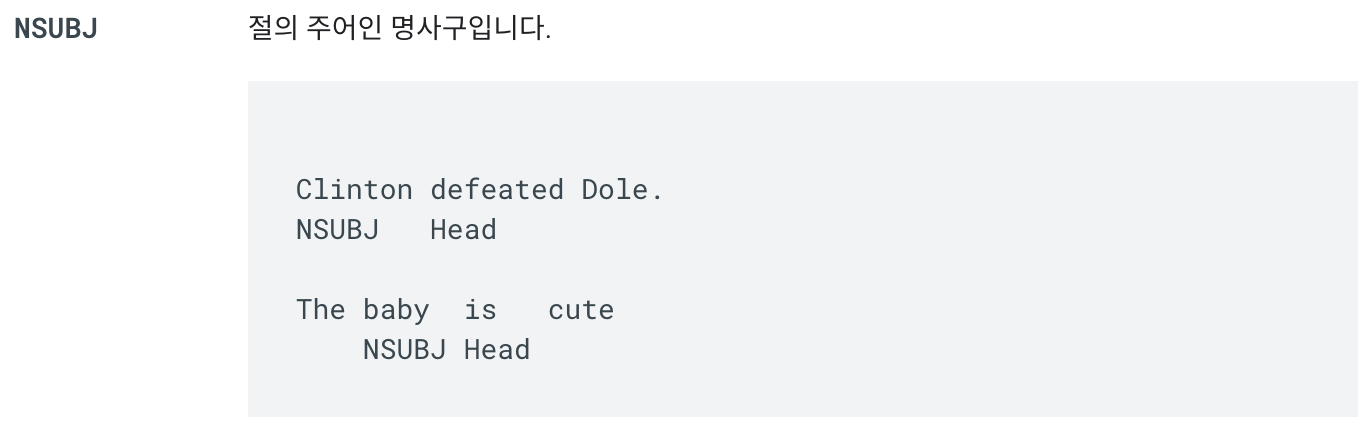 NSUBJ 절의 주어인 명사구입니다.
Clinton defeated Dole.
NSUBJ   Head
The baby  is   cute
    NSUBJ Head